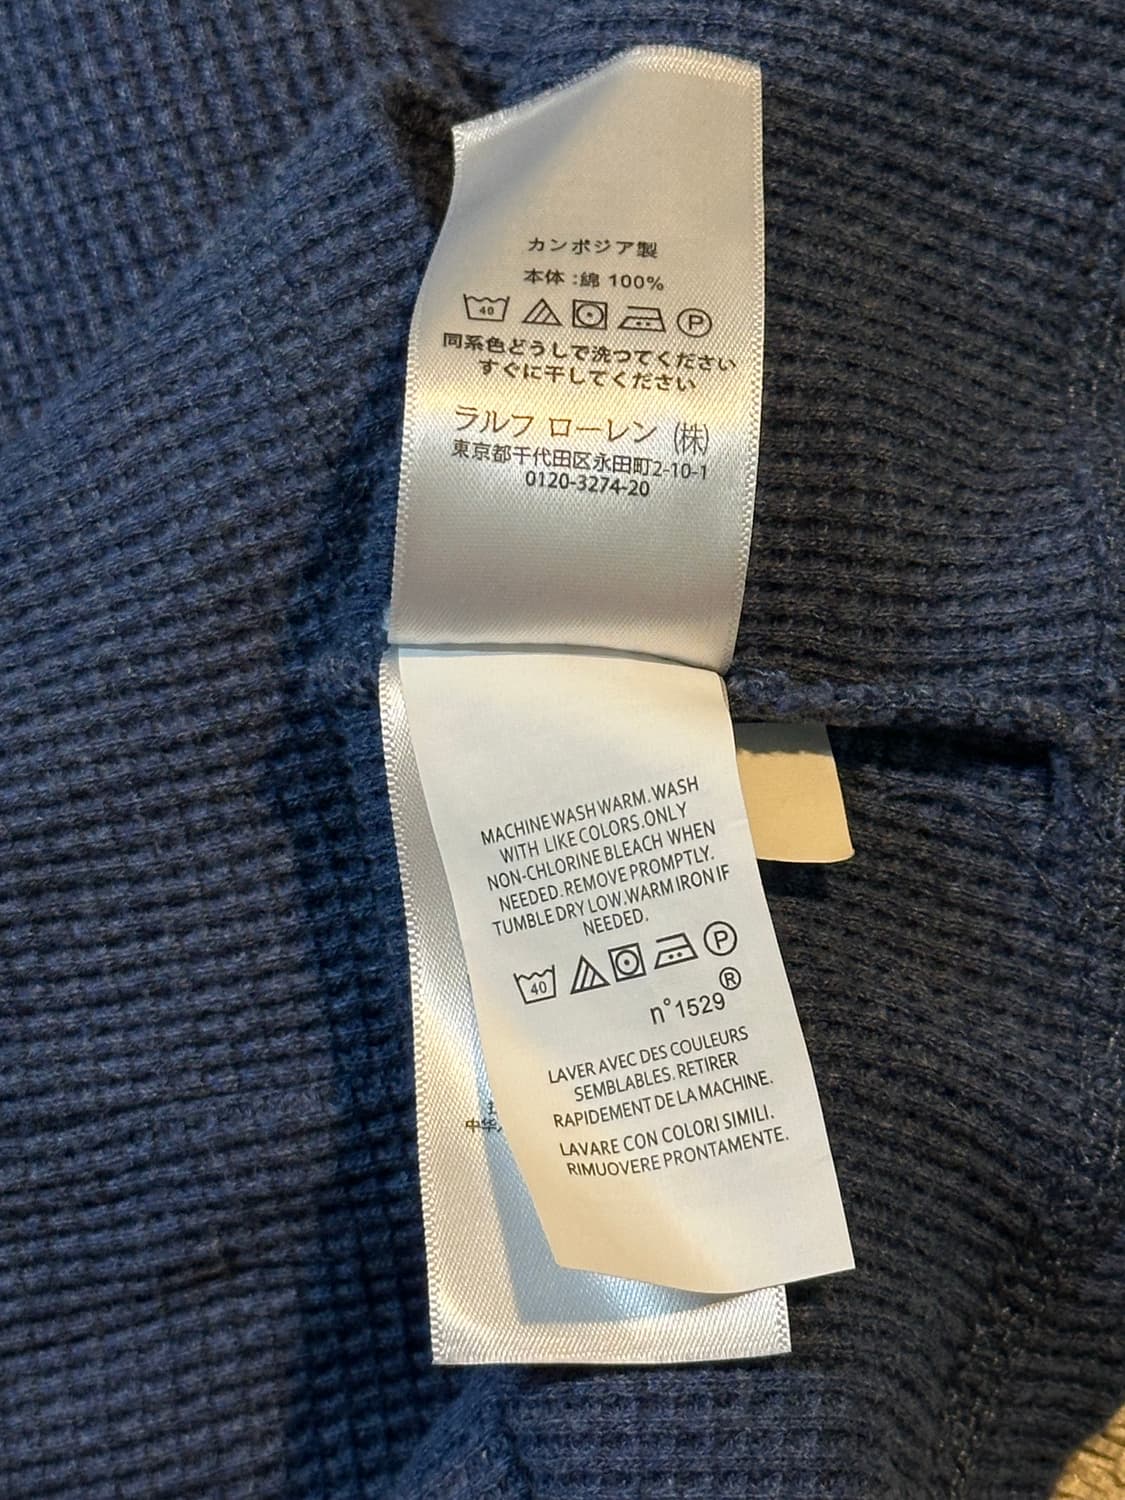 カンボジア製
本体:綿 100%
40 P
同系色どうしで洗ってください
すぐに干してください
ラルフ ローレン (株)
東京都千代田区永田町2-10-1
0120-3274-20
MACHINE WASH WARM. WASH
WITH LIKE COLORS.ONLY
NON-CHLORINE BLEACH WHEN
NEEDED.REMOVE PROMPTLY.
TUMBLE DRY LOW.WARM IRON IF
NEEDED.
40 P
n°1529®
LAVER AVEC DES COULEURS
SEMBLABLES. RETIRER
RAPIDEMENT DE LA MACHINE.
LAVARE CON COLORI SIMILI.
RIMUOVERE PRONTAMENTE.
中华